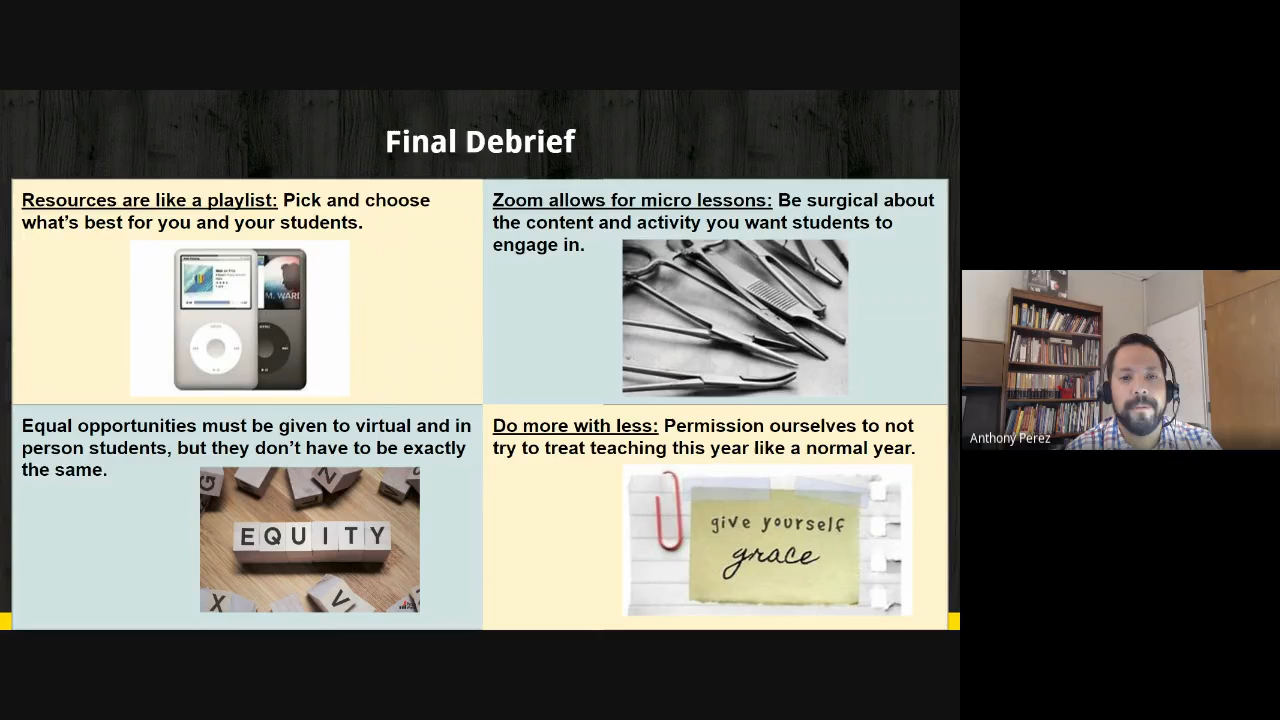 Final Debrief
Resources are like a playlist: Pick and choose
what's best for you and your students.
Zoom allows for micro lessons: Be surgical about
the content and activity you want students to
engage in.
M. WARD
MENU
Equal opportunities must be given to virtual and in
person students, but they don't have to be exactly
the same.
G
N
Z
EQUITY
X
V
Do more with less: Permission ourselves to not
try to treat teaching this year like a normal year.
give yourself
grace
Anthony Perez